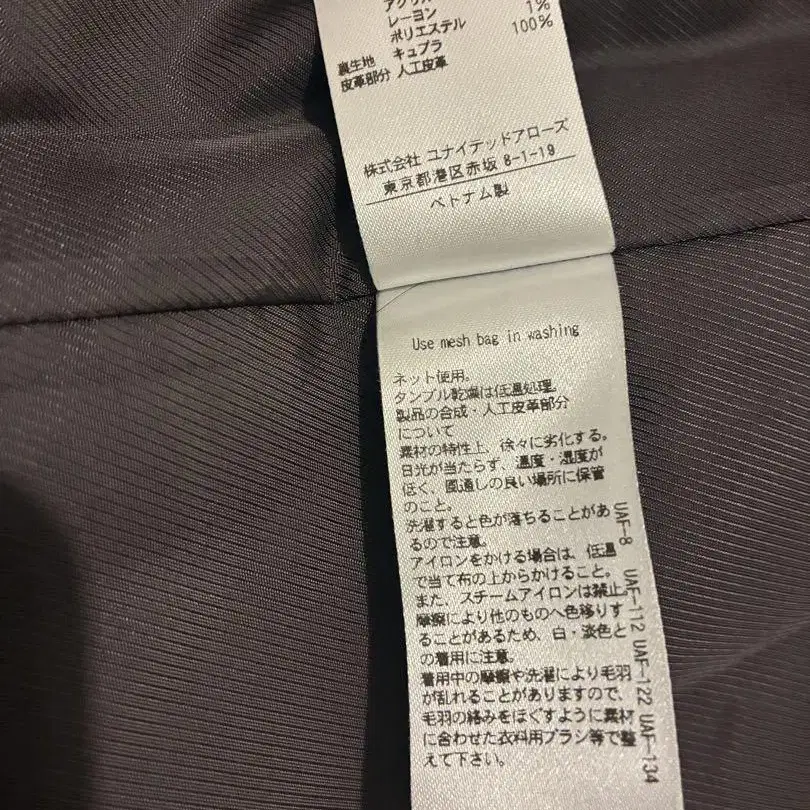 レーヨン 1%
ポリエステル 100%
裏生地 キュプラ
皮革部分 人工皮革
株式会社 ユナイテッドアローズ
東京都港区赤坂 8-1-19
ベトナム製
Use mesh bag in washing
ネット使用。
タンブル乾燥は低温処理。
製品の合成・人工皮革部分
について
素材の特性上、徐々に劣化する。
日光が当たらず、温度・湿度が
ほく、風通しの良い場所に保管
のこと。
洗濯すると色が落ちることがあ
るので注意。
アイロンをかける場合は、低温
で当て布の上からかけること。
また、スチームアイロンは禁止。
摩擦により他のものへ色移りす
ることがあるため、白・淡色と
の着用に注意。
着用中の摩擦や洗濯により毛羽
が乱れることがありますので、
毛羽の絡みをほぐすように素材
に合わせた衣料用ブラシ等で整
えて下さい。
UAF-8 UAF-112 UAF-122 UAF-134